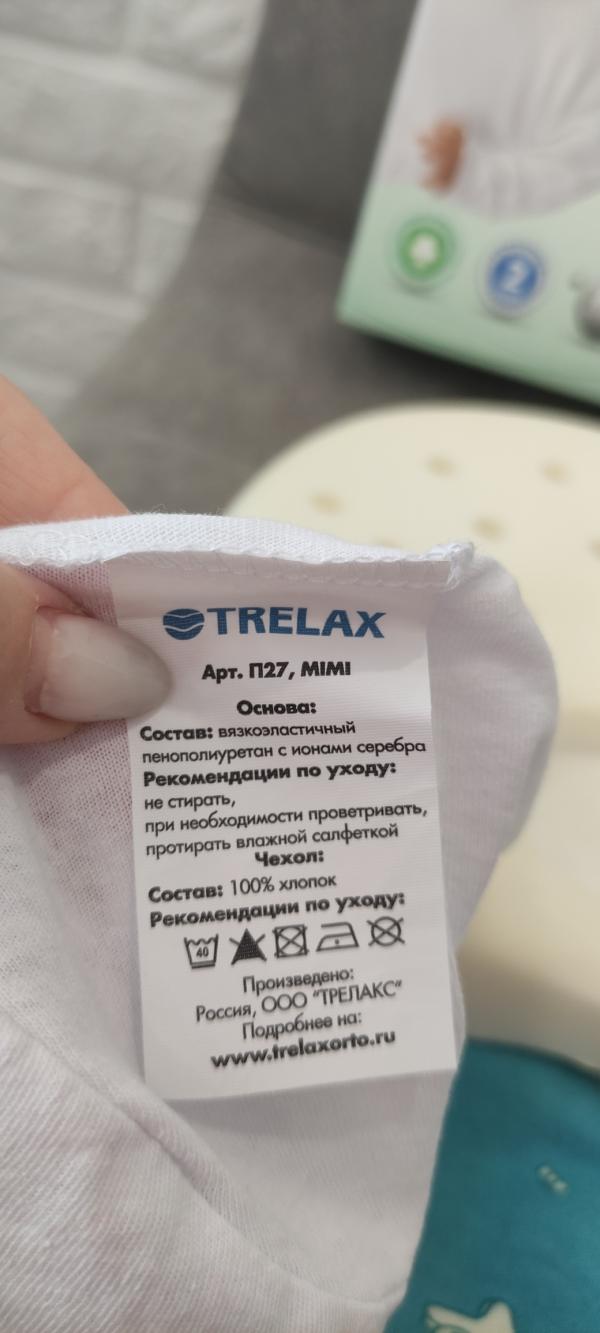 TRELAX
Арт. П27, MIMI
Основа:
Состав: вязкоэластичный
пенополиуретан с ионами серебра
Рекомендации по уходу:
не стирать,
при необходимости проветривать,
протирать влажной салфеткой
Чехол:
Состав: 100% хлопок
Рекомендации по уходу:
40
Произведено:
Россия, ООО "ТРЕЛАКС"
Подробнее на:
www.trelaxorto.ru
2